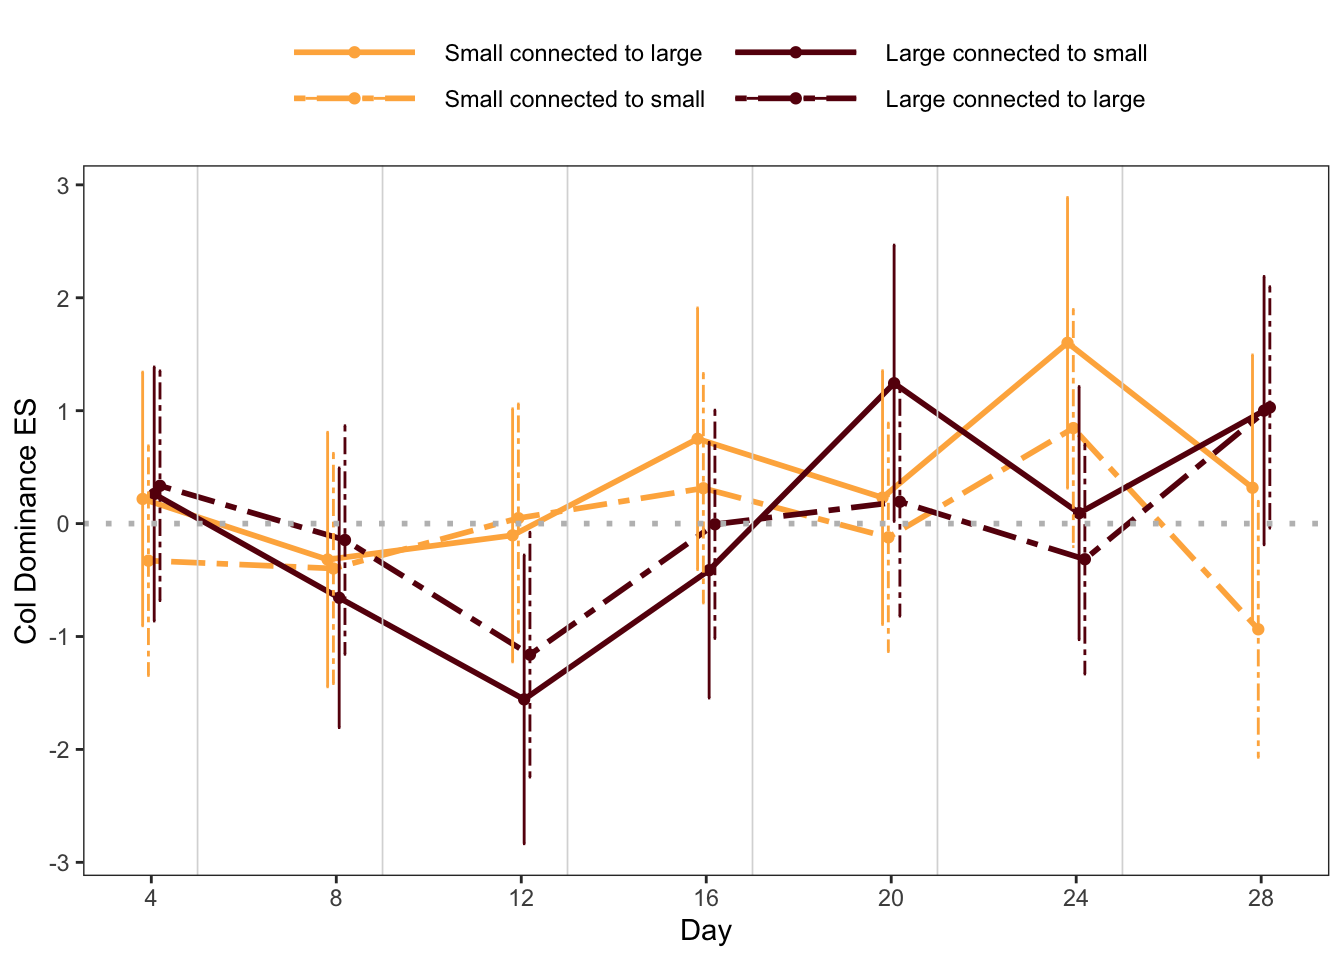 Small connected to large
Large connected to small
Small connected to small
Large connected to large
3
2
1
0
-1
-2
-3
Col Dominance ES
4 8 12 16 20 24 28
Day